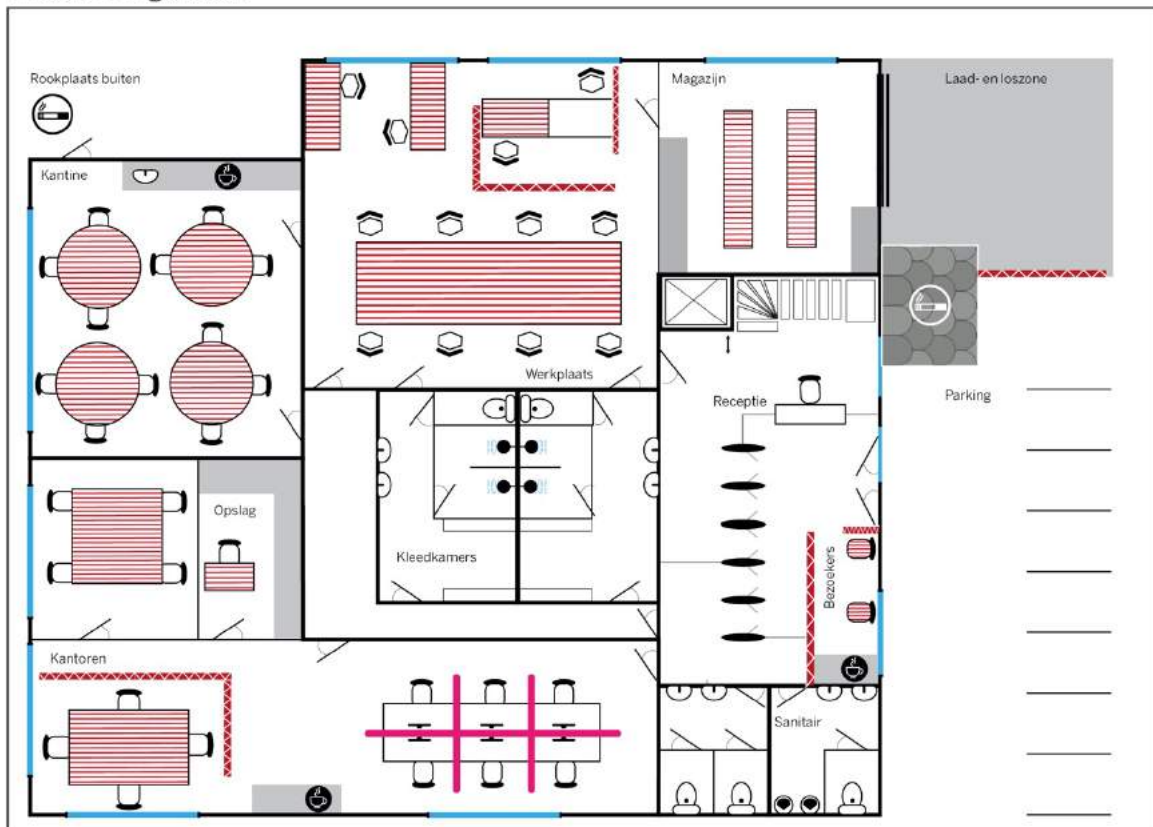 Rookplaats buiten
Magazijn
Laad- en loszone
Kantine
Werkplaats
Receptie
Parking
Opslag
Kleedkamers
Bezoekers
Kantoren
Sanitair